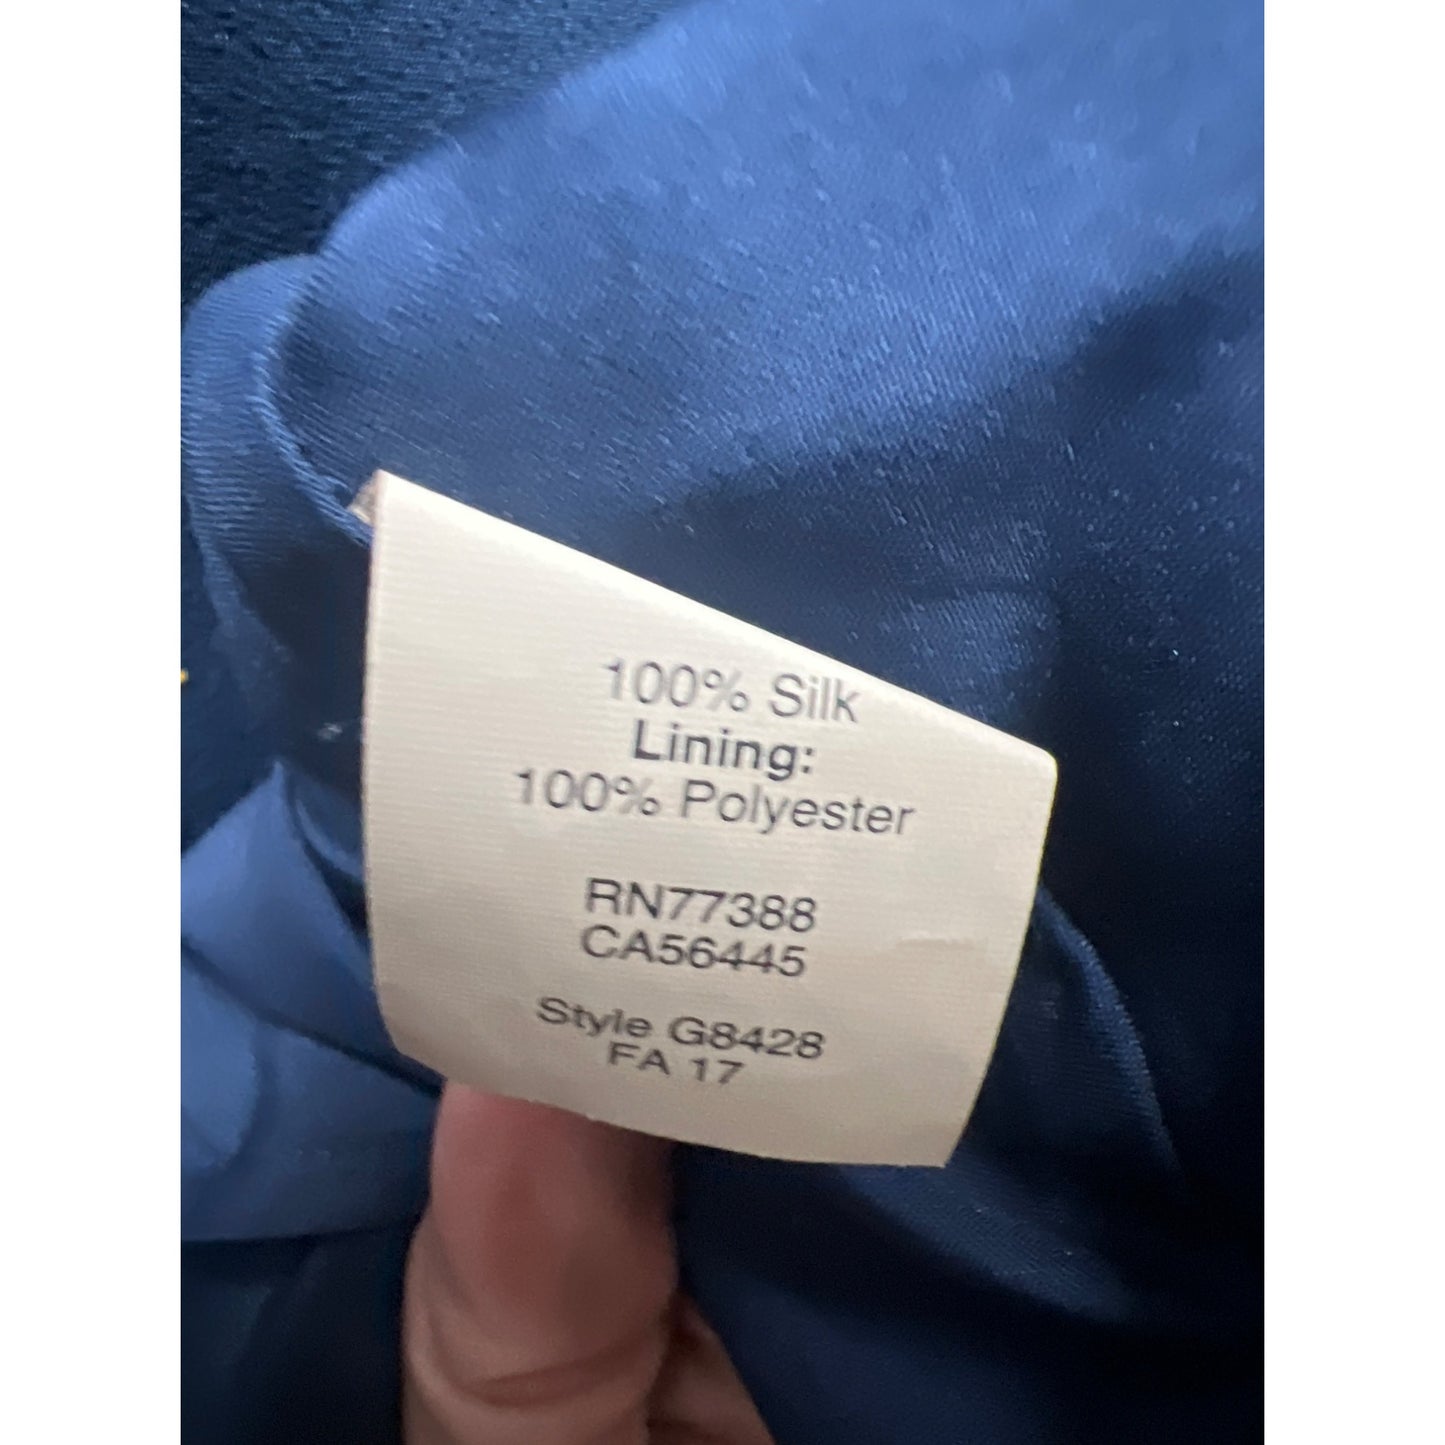 100% Silk
Lining:
100% Polyester
RN77388
CA56445
Style G8428
FA 17